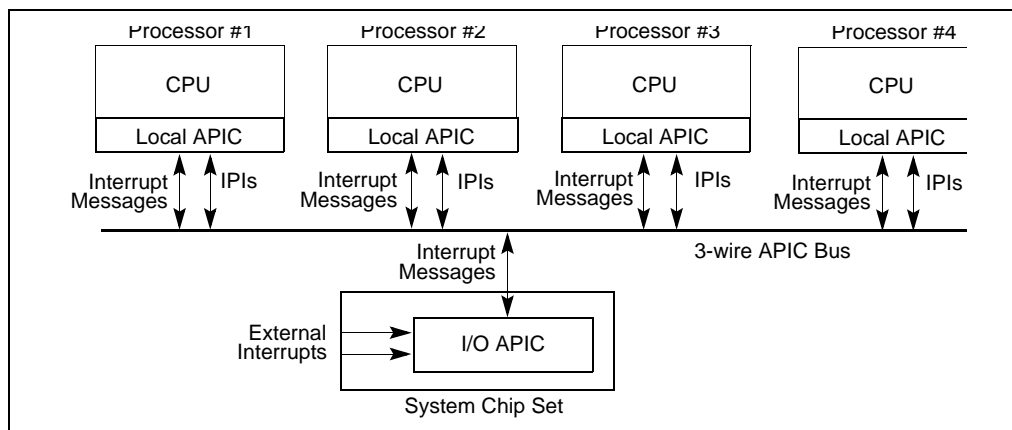 Processor #1 Processor #2 Processor #3 Processor #4
CPU CPU CPU CPU
Local APIC Local APIC Local APIC Local APIC
Interrupt Messages IPIs Interrupt Messages IPIs Interrupt Messages IPIs Interrupt Messages IPIs
3-wire APIC Bus
Interrupt
Messages
External
Interrupts
I/O APIC
System Chip Set